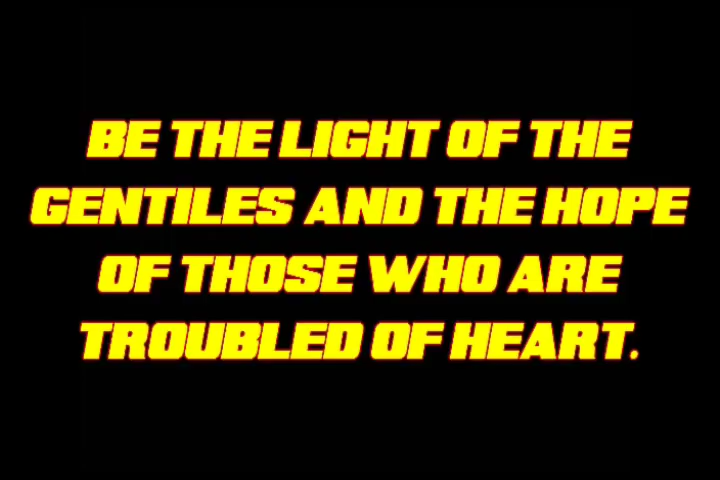 BE THE LIGHT OF THE
GENTILES AND THE HOPE
OF THOSE WHO ARE
TROUBLED OF HEART.